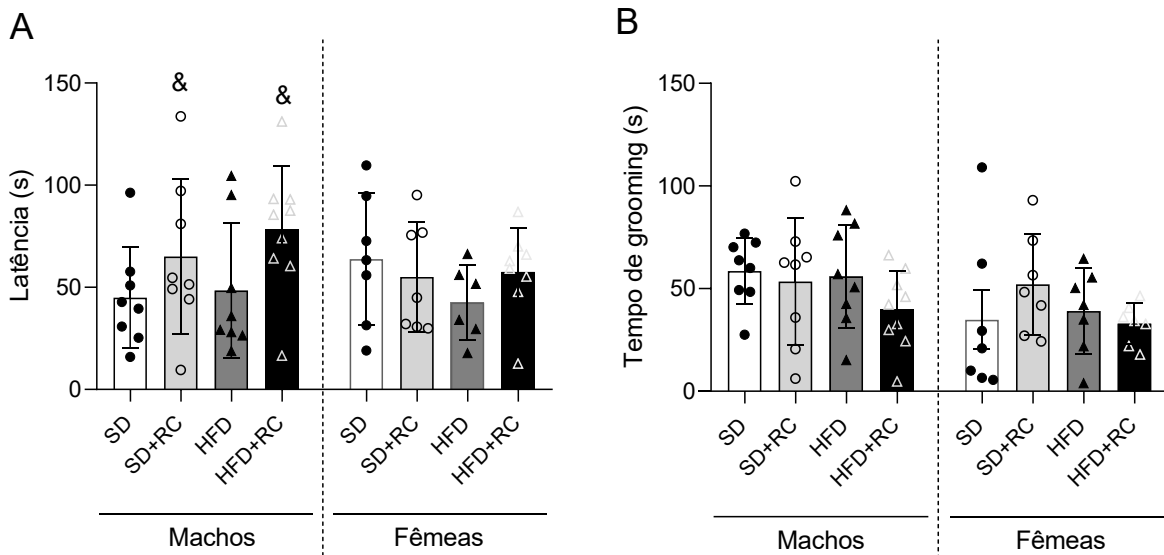 A
Latência (s)
150
100
50
0
&
&
SD
SD+RC
HFD
HFD+RC
SD
SD+RC
HFD
HFD+RC
Machos
Fêmeas
B
Tempo de grooming (s)
150
100
50
0
SD
SD+RC
HFD
HFD+RC
SD
SD+RC
HFD
HFD+RC
Machos
Fêmeas